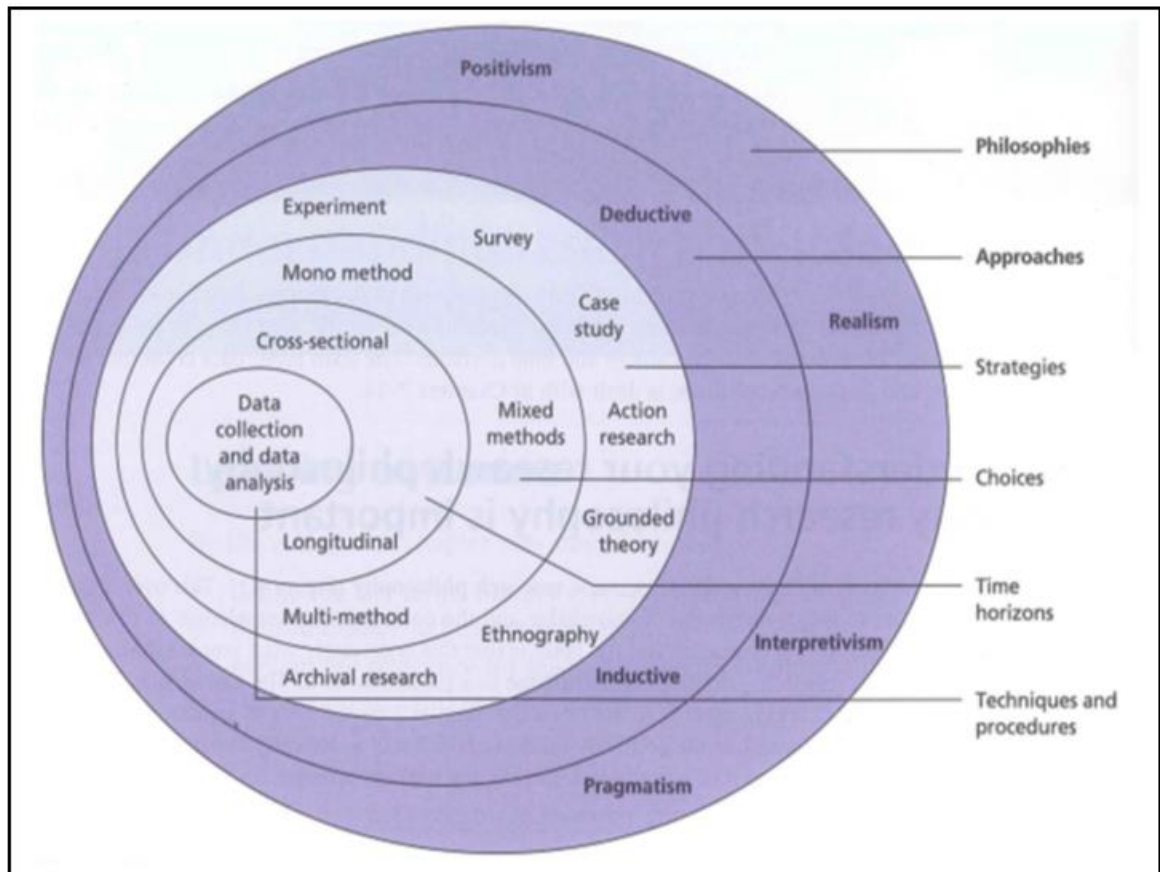 Positivism
Philosophies
Experiment
Deductive
Survey
Approaches
Mono method
Case
study
Realism
Cross-sectional
Strategies
Data
collection
and data
analysis
Mixed
methods
Action
research
Choices
Grounded
theory
Longitudinal
Time
horizons
Multi-method
Ethnography
Interpretivism
Archival research
Inductive
Techniques and
procedures
Pragmatism